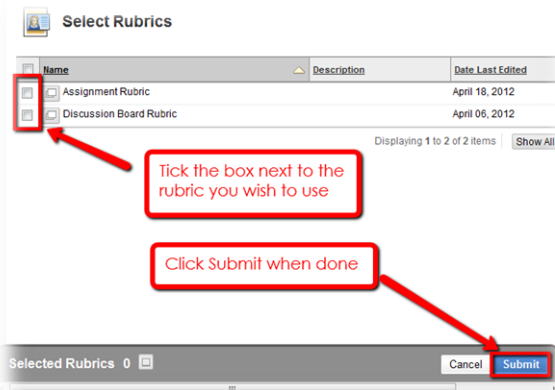 Select Rubrics
Name Description Date Last Edited
Assignment Rubric April 18, 2012
Discussion Board Rubric April 06, 2012
Displaying 1 to 2 of 2 items Show All
Tick the box next to the
rubric you wish to use
Click Submit when done
Selected Rubrics 0 Cancel Submit